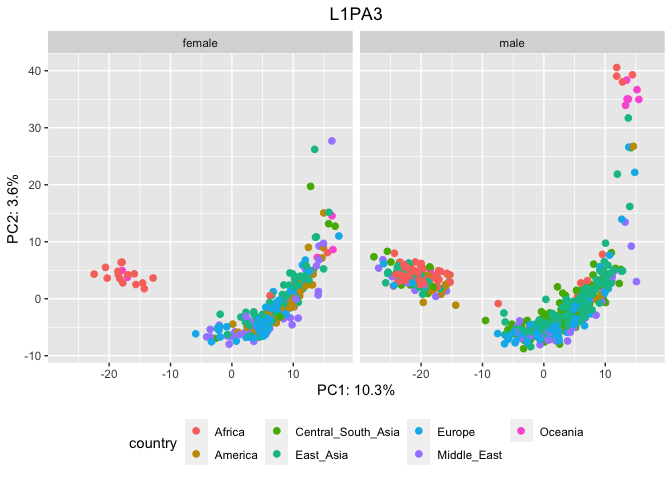 L1PA3
female male
40
30
20
10
0
-10
PC2: 3.6%
-20 -10 0 10 -20 -10 0 10
PC1: 10.3%
country Africa Central_South_Asia Europe Oceania
America East_Asia Middle_East